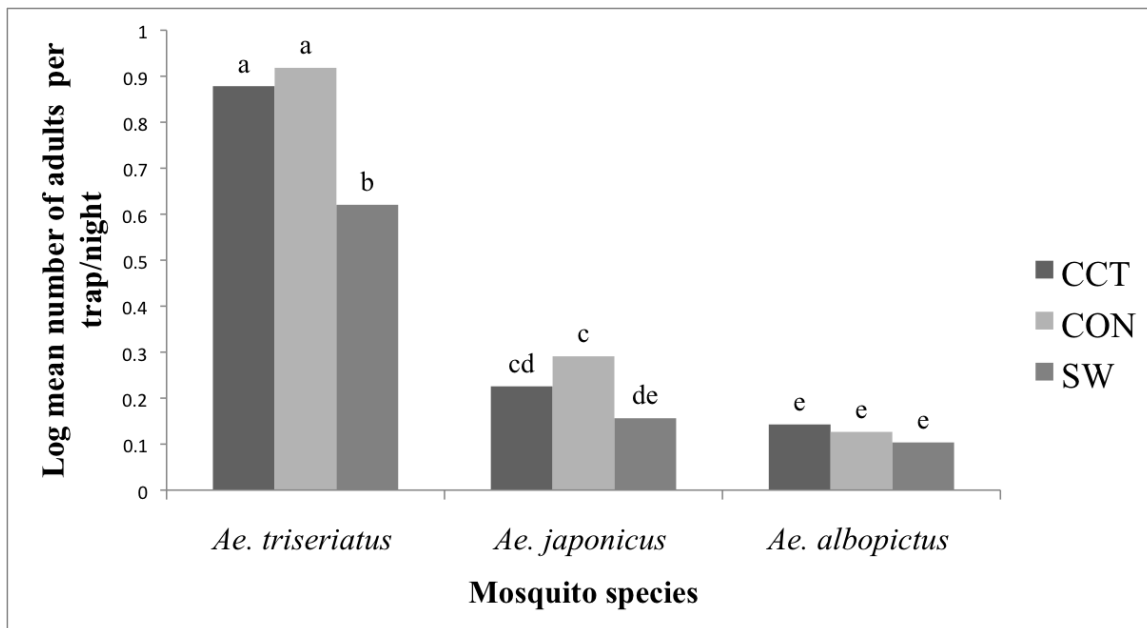 Log mean number of adults per
trap/night
1
0.9
0.8
0.7
0.6
0.5
0.4
0.3
0.2
0.1
0
a
a
b
cd
c
de
e
e
e
Ae. triseriatus
Ae. japonicus
Ae. albopictus
Mosquito species
CCT
CON
SW